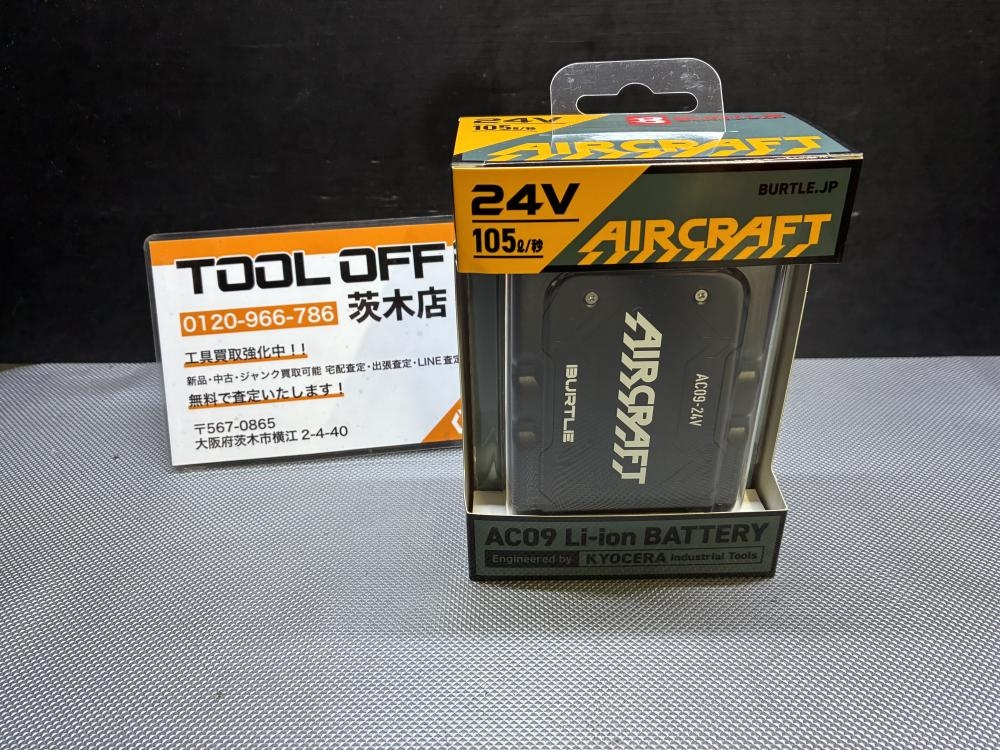 TOOL OFF
0120-966-786 茨木店
工具買取強化中！！
新品・中古・ジャンク買取可能 宅配査定・出張査定・LINE査定
無料で査定いたします！
〒567-0865
大阪府茨木市横江 2-4-40
24V
105ℓ/秒
BURTLE
AIRCRAFT
24V
105ℓ/秒
BURTLE.JP
AIRCRAFT
AIRCRAFT
BURTLE
AC09-24V
AC09 Li-ion BATTERY
Engineered by KYOCERA Industrial Tools